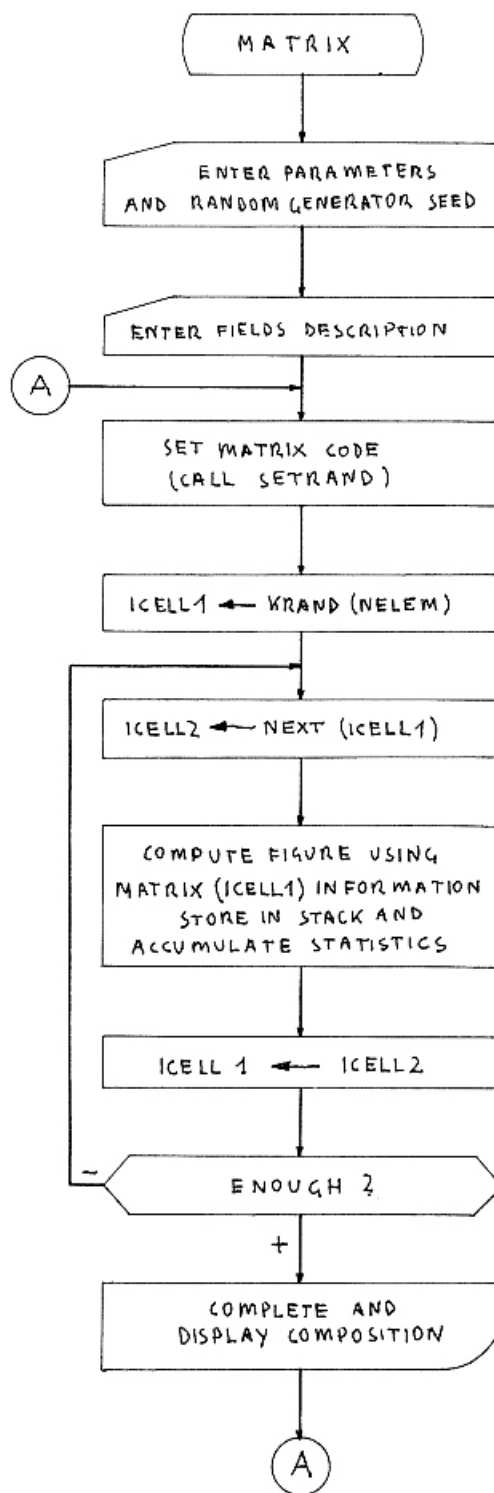 MATRIX
ENTER PARAMETERS
AND RANDOM GENERATOR SEED
ENTER FIELDS DESCRIPTION
A
SET MATRIX CODE
(CALL SETRAND)
ICELL1 ← KRAND (NELEM)
ICELL2 ← NEXT (ICELL1)
COMPUTE FIGURE USING
MATRIX (ICELL1) INFORMATION
STORE IN STACK AND
ACCUMULATE STATISTICS
ICELL 1 ← ICELL2
-
ENOUGH ?
+
COMPLETE AND
DISPLAY COMPOSITION
A